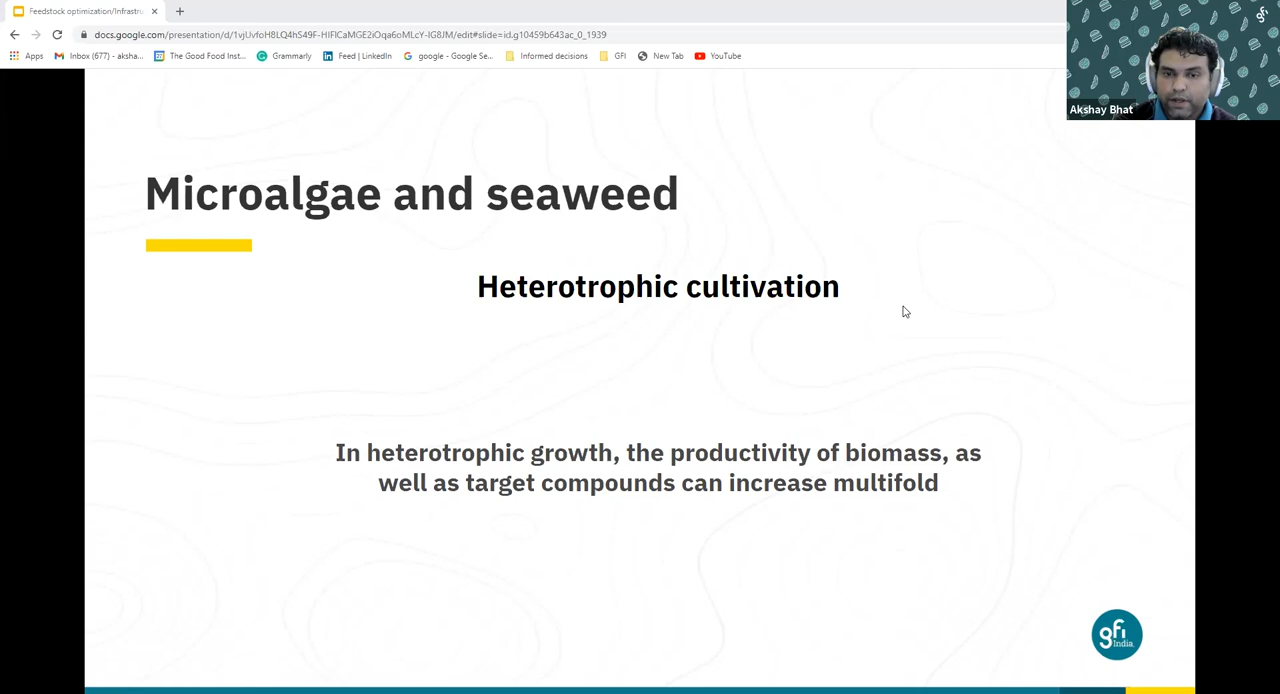 Feedstock optimization/Infrastru
docs.google.com/presentation/d/1vjUvfoH8LQ4hS49F-HIFlCaMGE2iOqa6oMLcY-IG8JM/edit#slide=id.g10459b643ac_0_1939
Apps Inbox (677) - aksha... The Good Food Inst... Grammarly Feed | LinkedIn google - Google Se... Informed decisions GFI New Tab YouTube
gfi
Akshay Bhat
Microalgae and seaweed
Heterotrophic cultivation
In heterotrophic growth, the productivity of biomass, as
well as target compounds can increase multifold
gfi
India.